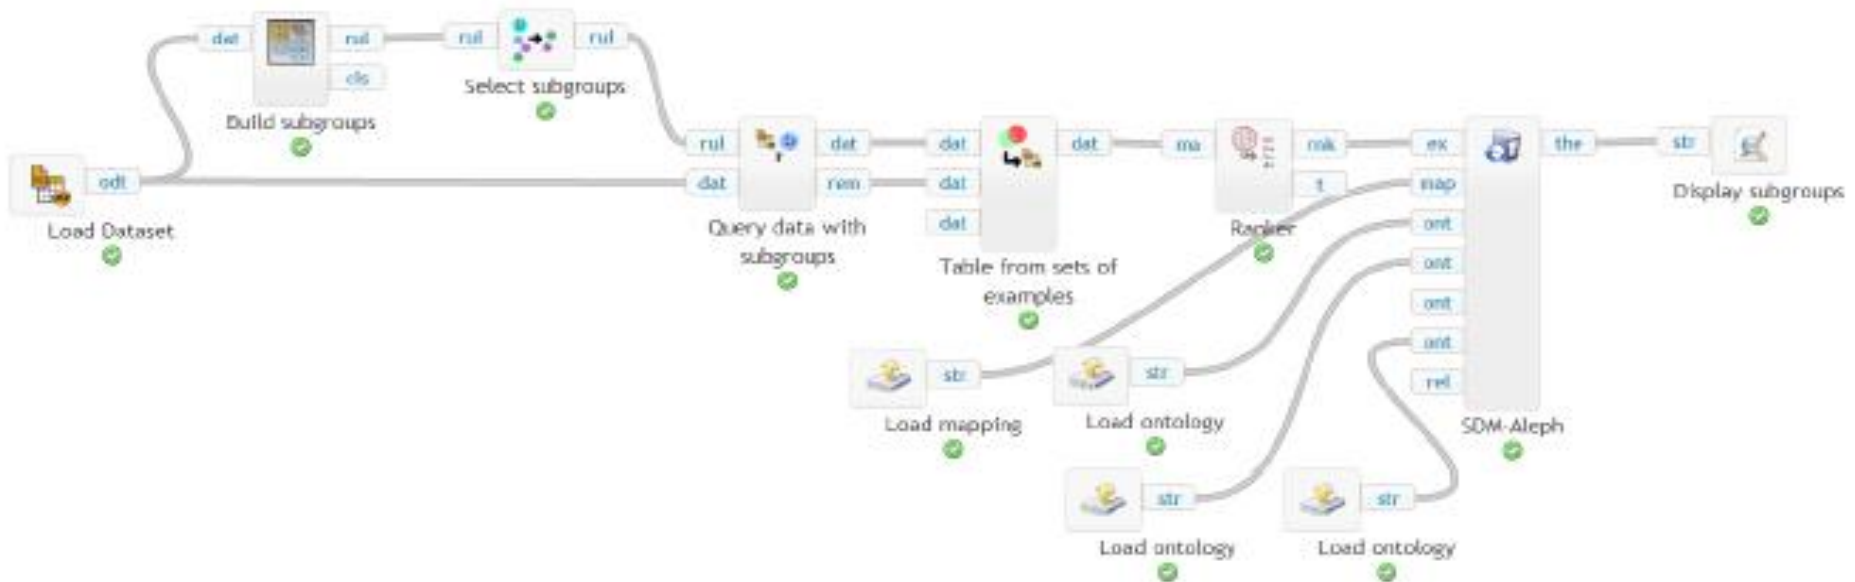 dat
rul
cls
Build subgroups
rul
rul
Select subgroups
odt
Load Dataset
rul
dat
dat
rem
Query data with
subgroups
dat
dat
dat
dat
Table from sets of
examples
ma
rnk
t
Ranker
ex
map
ont
ont
ont
ont
rel
the
SDM-Aleph
str
Display subgroups
str
Load mapping
str
Load ontology
str
Load ontology
str
Load ontology